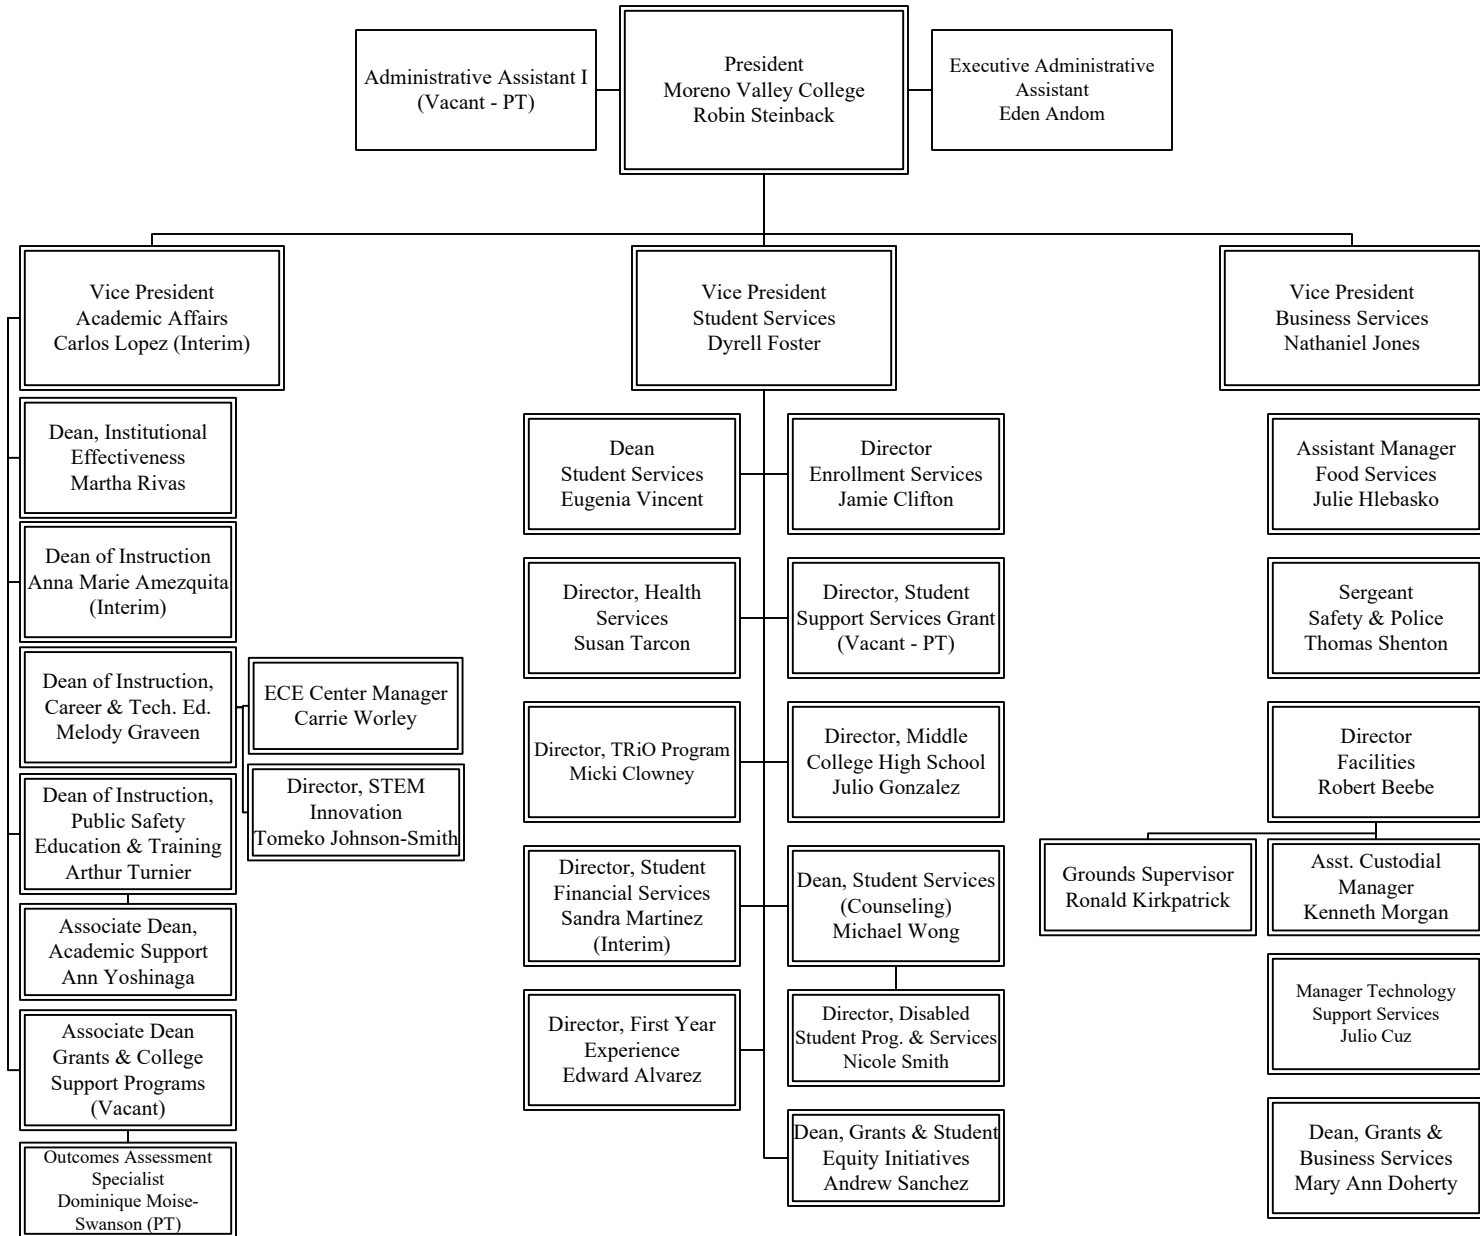 Administrative Assistant I
(Vacant - PT)
President
Moreno Valley College
Robin Steinback
Executive Administrative
Assistant
Eden Andom
Vice President
Academic Affairs
Carlos Lopez (Interim)
Dean, Institutional
Effectiveness
Martha Rivas
Dean of Instruction
Anna Marie Amezquita
(Interim)
Dean of Instruction,
Career & Tech. Ed.
Melody Graveen
ECE Center Manager
Carrie Worley
Director, STEM
Innovation
Tomeko Johnson-Smith
Dean of Instruction,
Public Safety
Education & Training
Arthur Turnier
Associate Dean,
Academic Support
Ann Yoshinaga
Associate Dean
Grants & College
Support Programs
(Vacant)
Outcomes Assessment
Specialist
Dominique Moise-
Swanson (PT)
Vice President
Student Services
Dyrell Foster
Dean
Student Services
Eugenia Vincent
Director
Enrollment Services
Jamie Clifton
Director, Health
Services
Susan Tarcon
Director, Student
Support Services Grant
(Vacant - PT)
Director, TRiO Program
Micki Clowney
Director, Middle
College High School
Julio Gonzalez
Director, Student
Financial Services
Sandra Martinez
(Interim)
Dean, Student Services
(Counseling)
Michael Wong
Director, First Year
Experience
Edward Alvarez
Director, Disabled
Student Prog. & Services
Nicole Smith
Dean, Grants & Student
Equity Initiatives
Andrew Sanchez
Vice President
Business Services
Nathaniel Jones
Assistant Manager
Food Services
Julie Hlebasko
Sergeant
Safety & Police
Thomas Shenton
Director
Facilities
Robert Beebe
Grounds Supervisor
Ronald Kirkpatrick
Asst. Custodial
Manager
Kenneth Morgan
Manager Technology
Support Services
Julio Cuz
Dean, Grants &
Business Services
Mary Ann Doherty